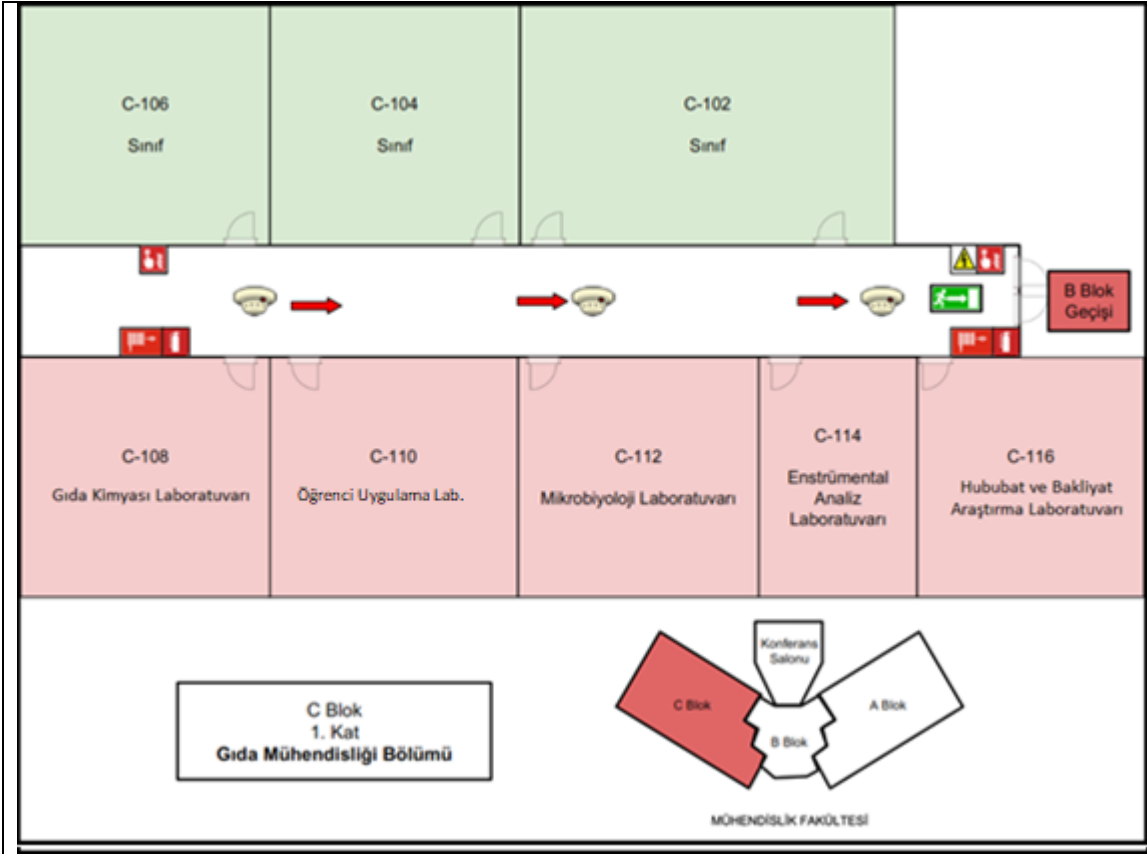 C-106
Sınıf
C-104
Sınıf
C-102
Sınıf
B Blok
Geçişi
C-108
Gıda Kimyası Laboratuvarı
C-110
Öğrenci Uygulama Lab.
C-112
Mikrobiyoloji Laboratuvarı
C-114
Enstrümental
Analiz
Laboratuvarı
C-116
Hububat ve Bakliyat
Araştırma Laboratuvarı
C Blok
1. Kat
Gıda Mühendisliği Bölümü
Konferans
Salonu
C Blok
A Blok
B Blok
MÜHENDİSLİK FAKÜLTESİ